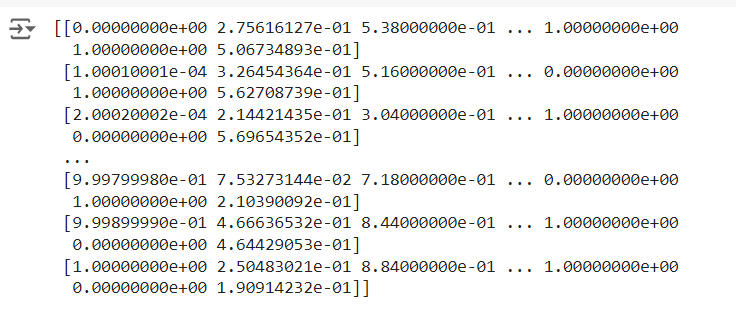 [[0.00000000e+00 2.75616127e-01 5.38000000e-01 ... 1.00000000e+00
1.00000000e+00 5.06734893e-01]
[1.00010001e-04 3.26454364e-01 5.16000000e-01 ... 0.00000000e+00
1.00000000e+00 5.62708739e-01]
[2.00020002e-04 2.14421435e-01 3.04000000e-01 ... 1.00000000e+00
0.00000000e+00 5.69654352e-01]
...
[9.99799980e-01 7.53273144e-02 7.18000000e-01 ... 0.00000000e+00
1.00000000e+00 2.10390092e-01]
[9.99899990e-01 4.66636532e-01 8.44000000e-01 ... 1.00000000e+00
0.00000000e+00 4.64429053e-01]
[1.00000000e+00 2.50483021e-01 8.84000000e-01 ... 1.00000000e+00
0.00000000e+00 1.90914232e-01]]